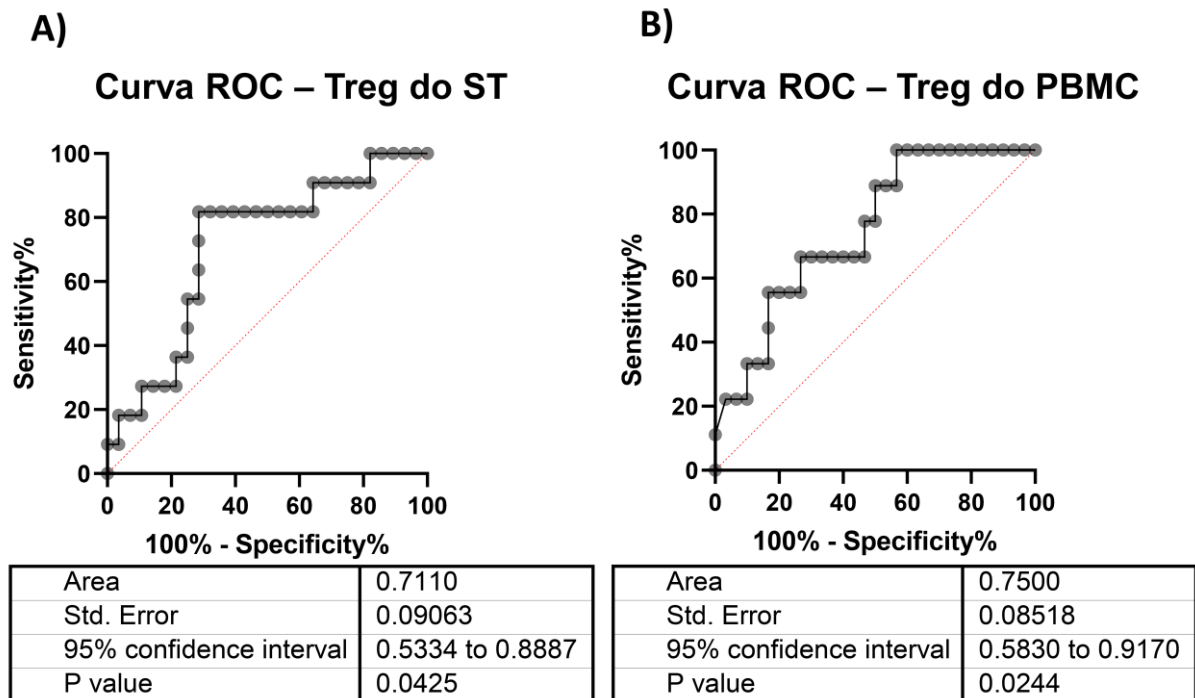 A)
Curva ROC – Treg do ST
100
80
60
40
20
0
Sensitivity%
0 20 40 60 80 100
100% - Specificity%
Area 0.7110
Std. Error 0.09063
95% confidence interval 0.5334 to 0.8887
P value 0.0425
B)
Curva ROC – Treg do PBMC
100
80
60
40
20
0
Sensitivity%
0 20 40 60 80 100
100% - Specificity%
Area 0.7500
Std. Error 0.08518
95% confidence interval 0.5830 to 0.9170
P value 0.0244